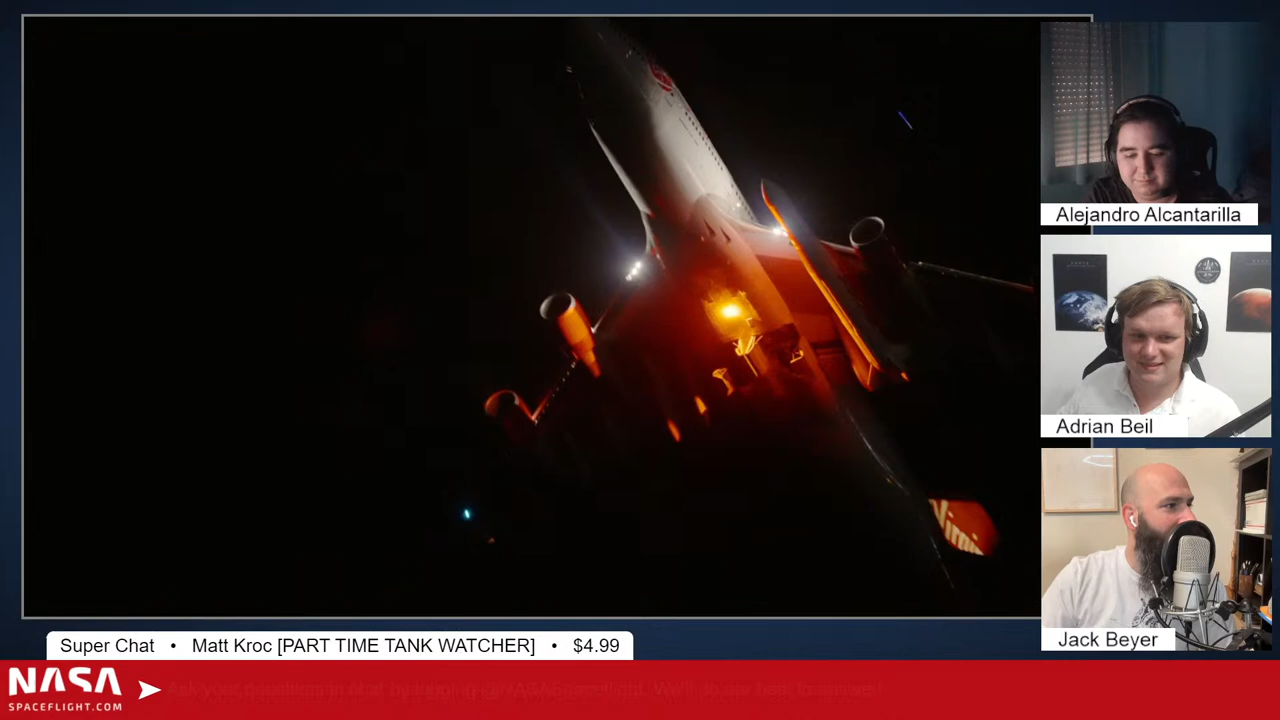 Alejandro Alcantarilla
Adrian Beil
Jack Beyer
Super Chat • Matt Kroc [PART TIME TANK WATCHER] • $4.99
NASA
SPACEFLIGHT.COM